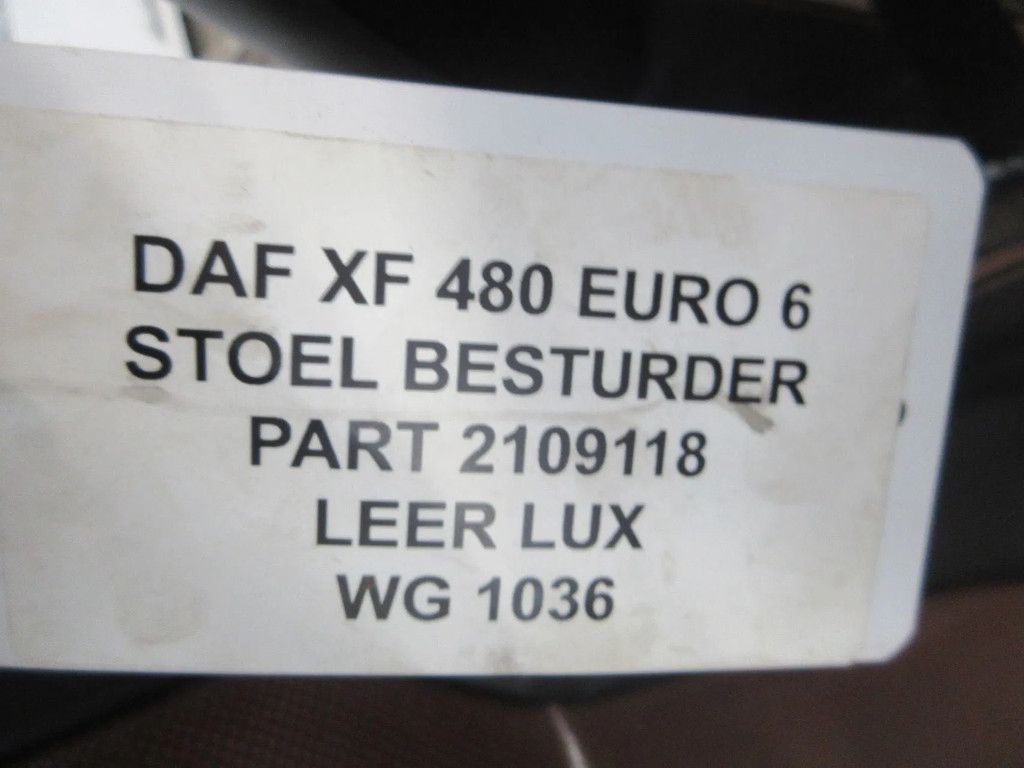 DAF XF 480 EURO 6
STOEL BESTURDER
PART 2109118
LEER LUX
WG 1036